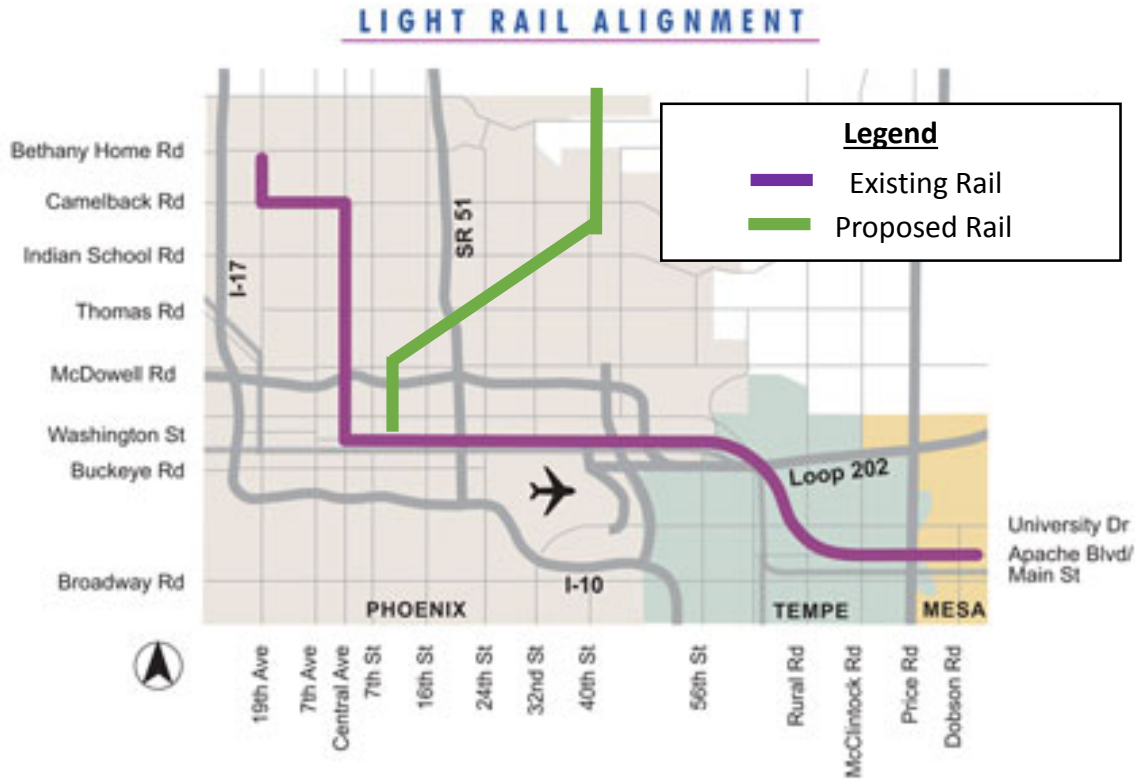 LIGHT RAIL ALIGNMENT
Legend
Existing Rail
Proposed Rail
Bethany Home Rd
Camelback Rd
Indian School Rd
Thomas Rd
McDowell Rd
Washington St
Buckeye Rd
Broadway Rd
I-17
SR 51
Loop 202
I-10
University Dr
Apache Blvd/
Main St
PHOENIX
TEMPE
MESA
19th Ave
7th Ave
Central Ave
7th St
16th St
24th St
32nd St
40th St
56th St
Rural Rd
McClintock Rd
Price Rd
Dobson Rd